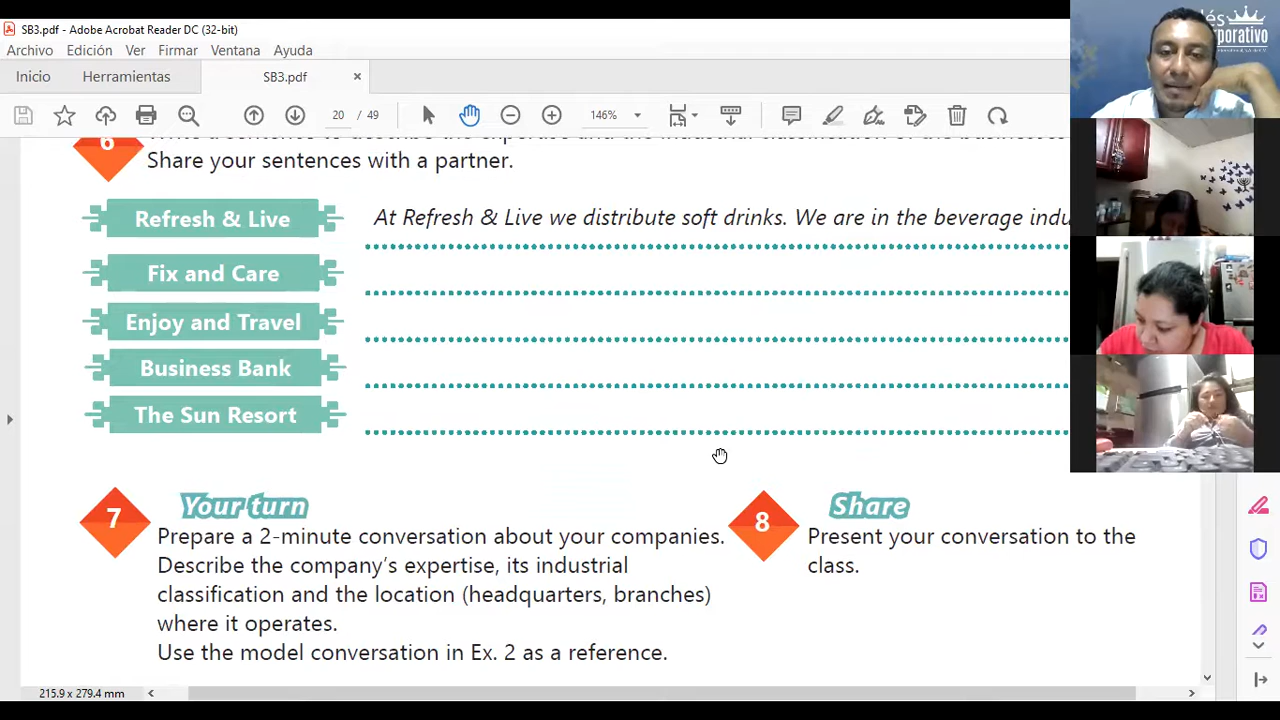 SB3.pdf - Adobe Acrobat Reader DC (32-bit)
Archivo Edición Ver Firmar Ventana Ayuda
Inicio Herramientas SB3.pdf ×
20 / 49 146%
6
Share your sentences with a partner.
Refresh & Live At Refresh & Live we distribute soft drinks. We are in the beverage indu
Fix and Care
Enjoy and Travel
Business Bank
The Sun Resort
7 Your turn
Prepare a 2-minute conversation about your companies.
Describe the company's expertise, its industrial
classification and the location (headquarters, branches)
where it operates.
Use the model conversation in Ex. 2 as a reference.
8 Share
Present your conversation to the
class.
215.9 x 279.4 mm
és
rporativo